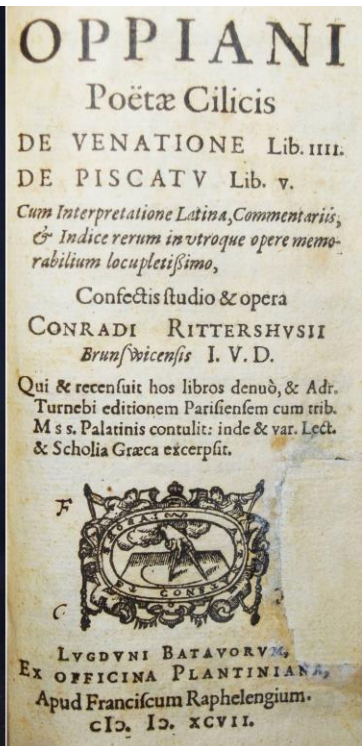 OPPIANI
Poëtæ Cilicis
DE VENATIONE Lib. IIII.
DE PISCATV Lib. V.
Cum Interpretatione Latina, Commentariis,
& Indice rerum in vtroque opere memo-
rabilium locupletißimo,
Confectis ſtudio & opera
CONRADI RITTERSHVSII
Brunſwicenſis I. V. D.
Qui & recenſuit hos libros denuò, & Adr.
Turnebi editionem Pariſienſem cum trib.
Mſs. Palatinis contulit: inde & var. Lect.
& Scholia Græca excerpſit.
F
C
LVGDVNI BATAVORVM,
EX OFFICINA PLANTINIANA,
Apud Franciſcum Raphelengium.
cIↃ. IↃ. XCVII.